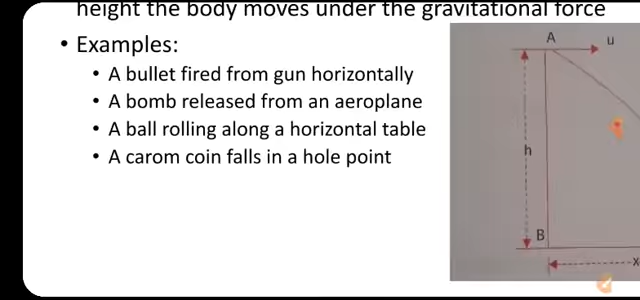 height the body moves under the gravitational force
• Examples:
• A bullet fired from gun horizontally
• A bomb released from an aeroplane
• A ball rolling along a horizontal table
• A carom coin falls in a hole point
A
u
h
B
x